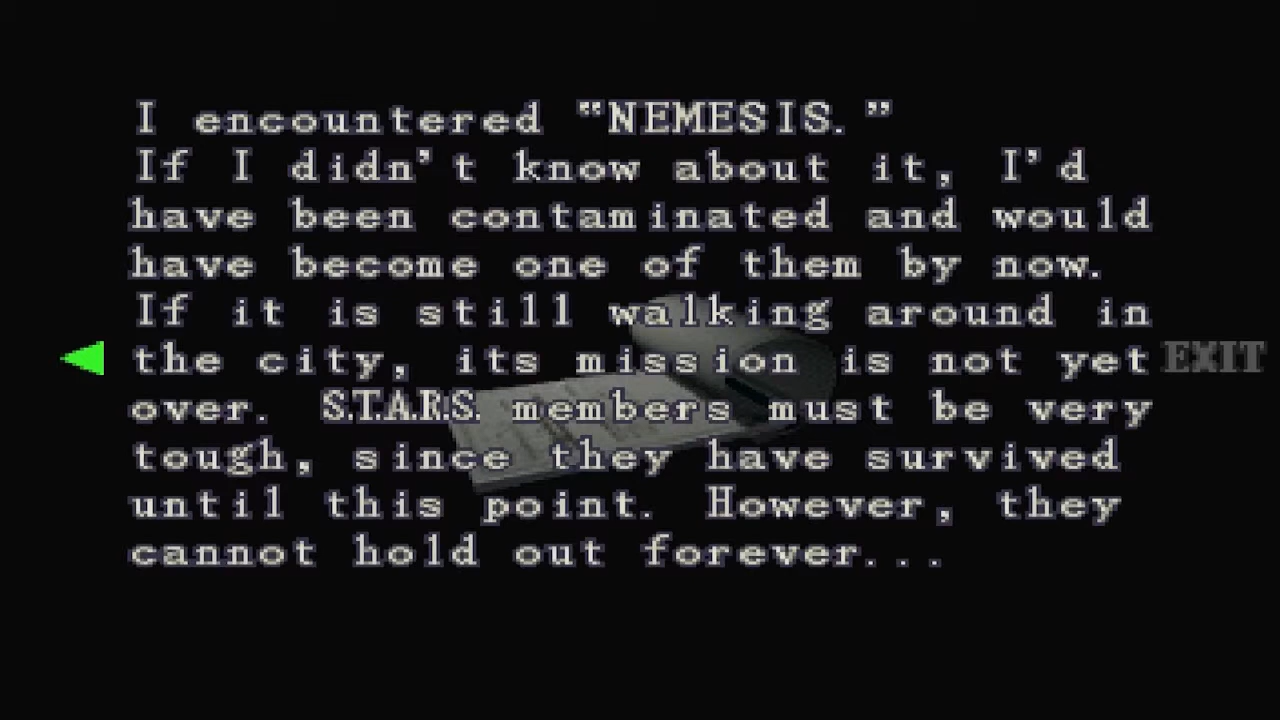 I encountered “NEMESIS.”
If I didn’t know about it, I’d
have been contaminated and would
have become one of them by now.
If it is still walking around in
the city, its mission is not yet
EXIT
over. S.T.A.R.S. members must be very
tough, since they have survived
until this point. However, they
cannot hold out forever...